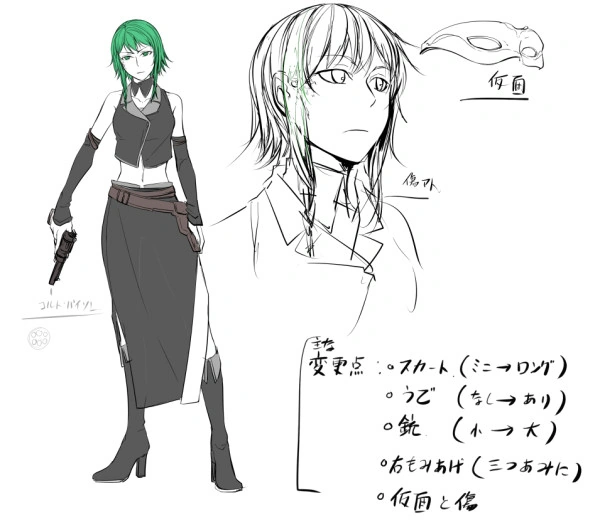 仮面
傷アト
コルト・パイソン
主な
変更点:○スカート(ミニ→ロング)
○うで(なし→あり)
○銃(小→大)
○右もみあげ(三つあみに)
○仮面と傷